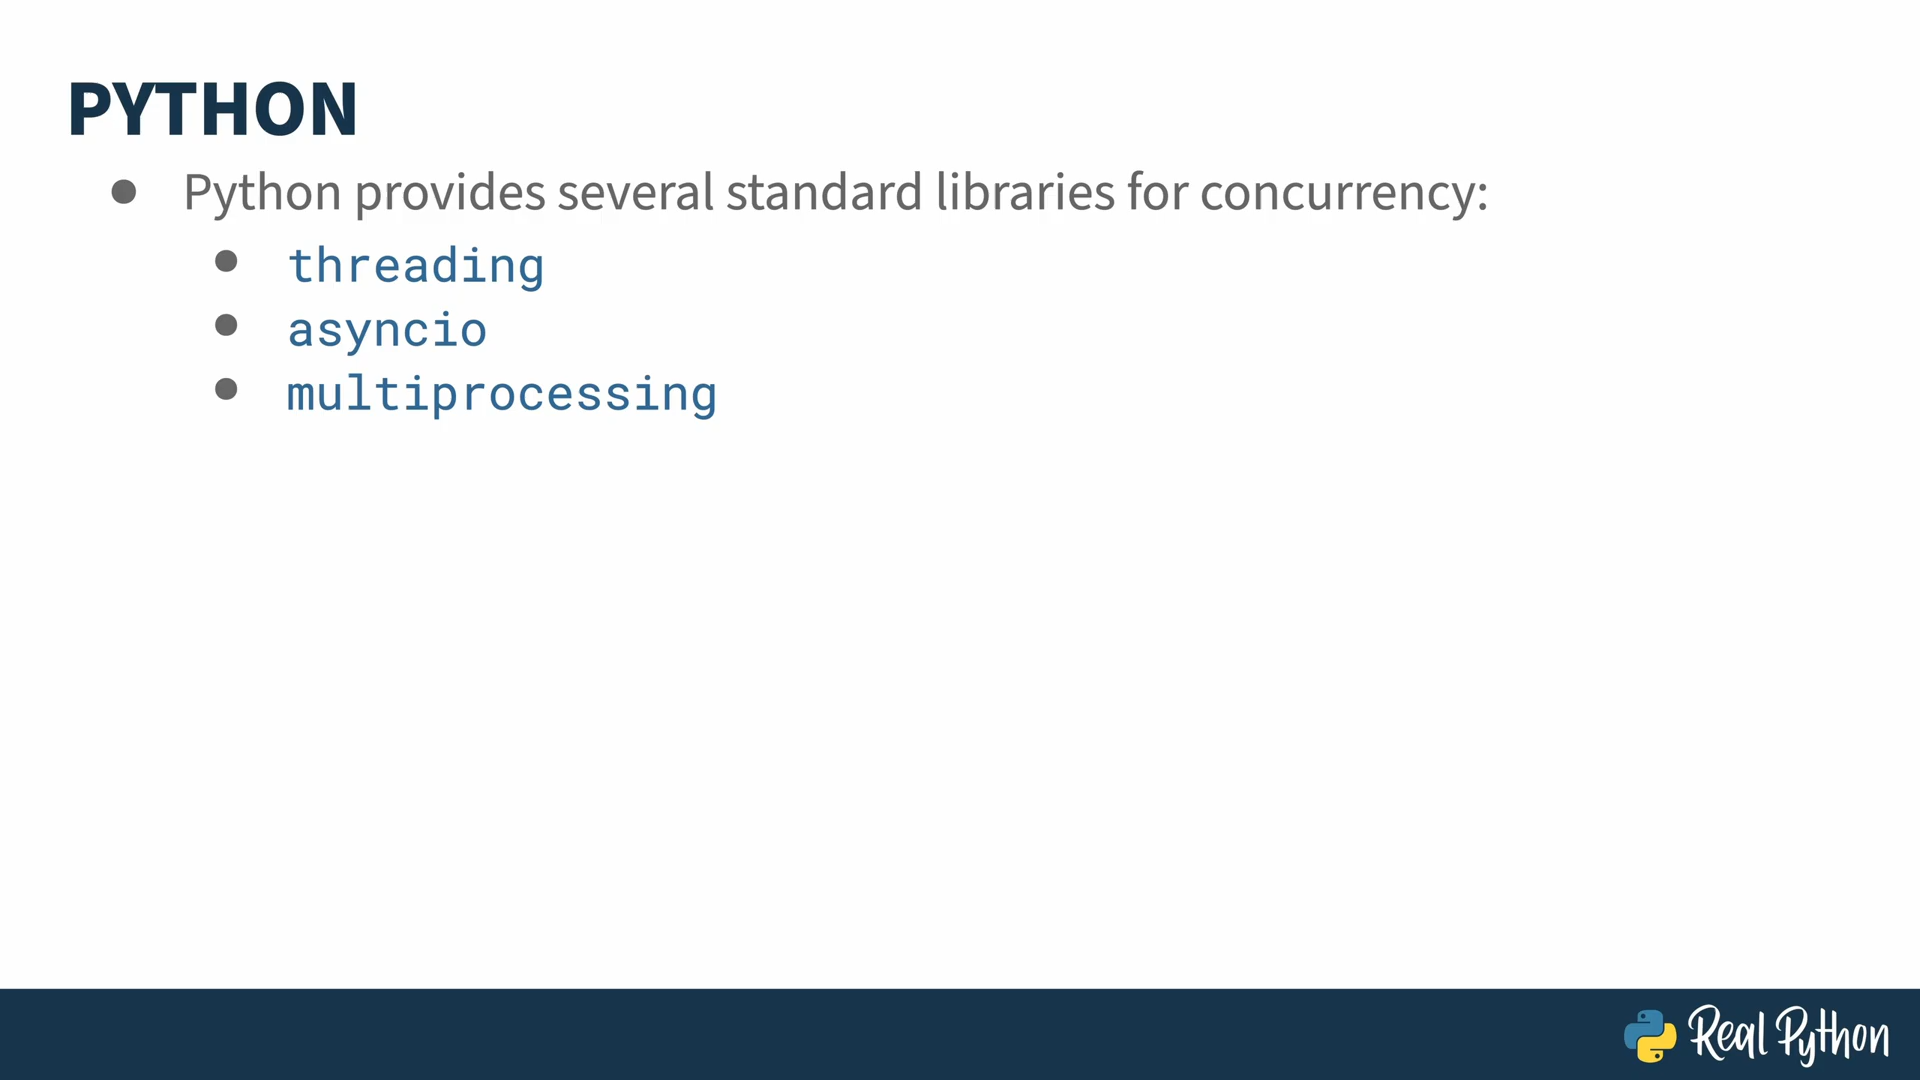 PYTHON
Python provides several standard libraries for concurrency:
threading
asyncio
multiprocessing
Real Python